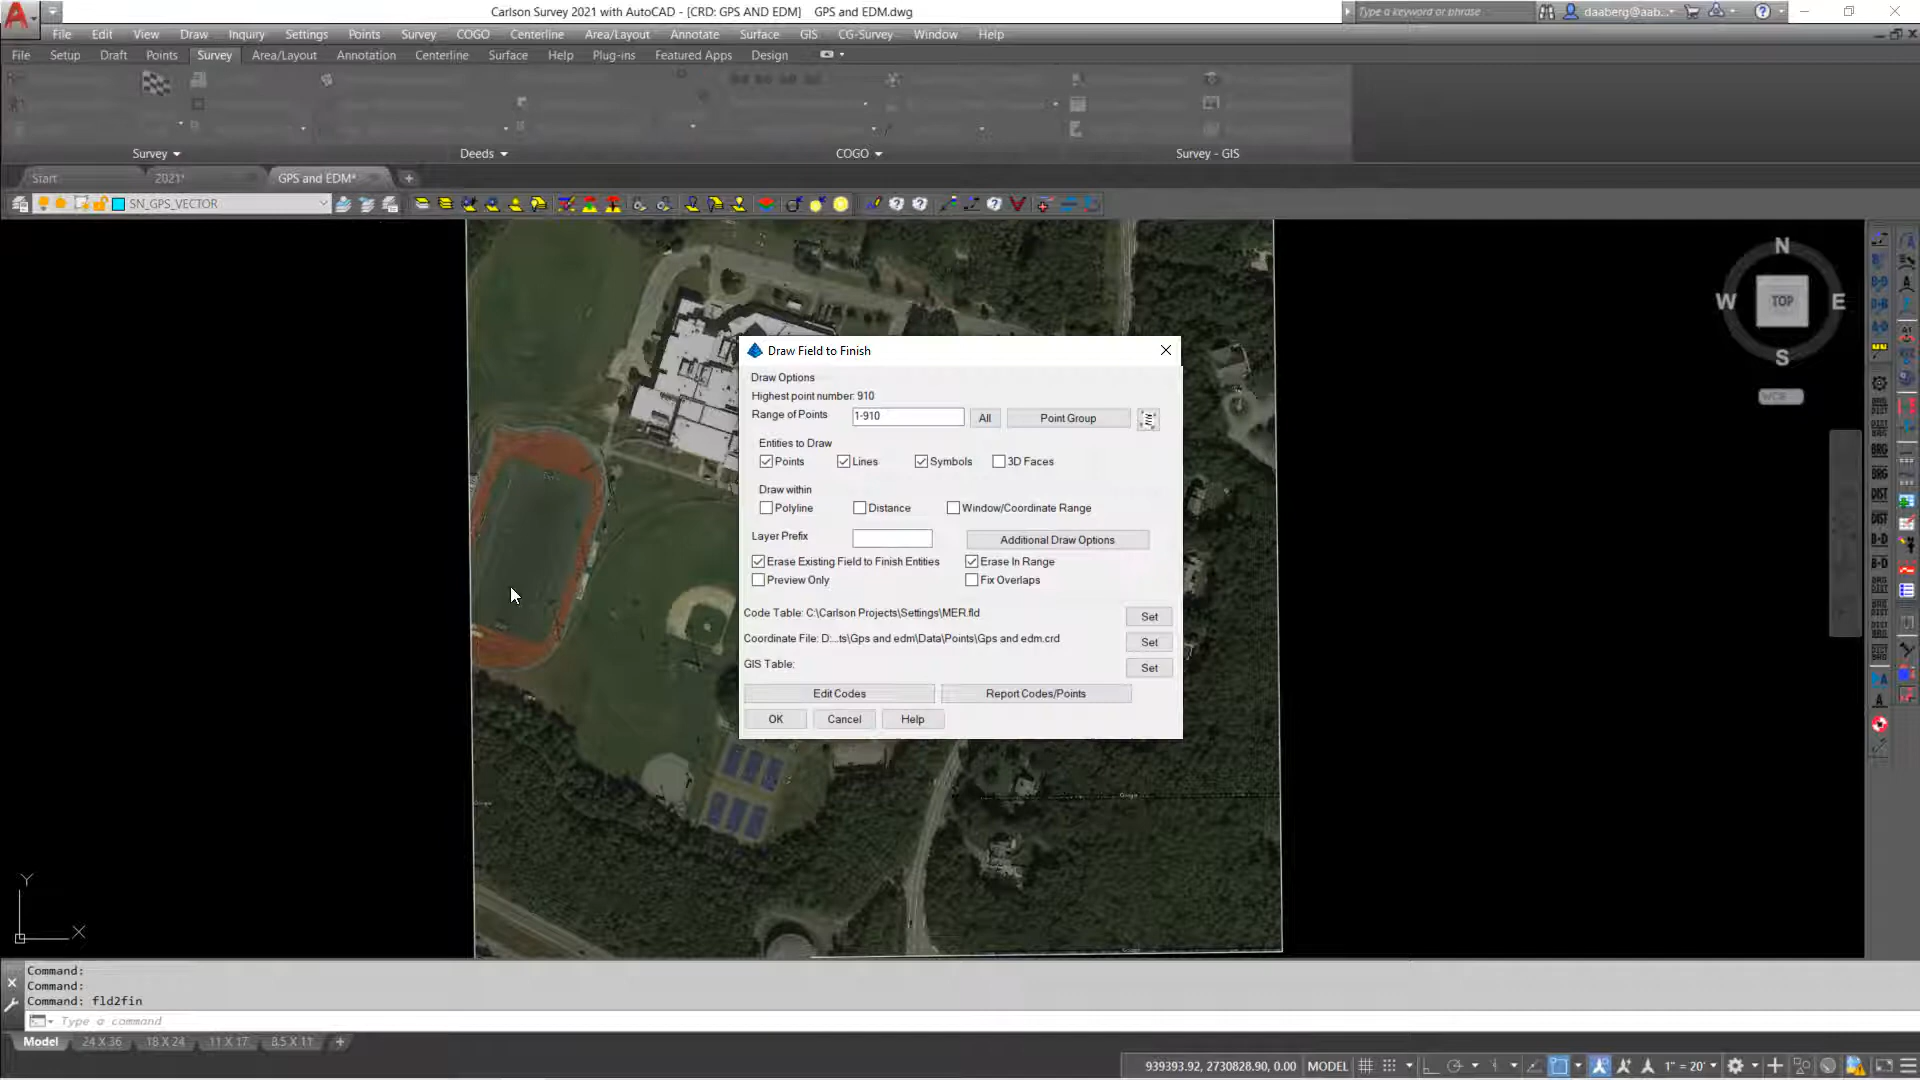 Carlson Survey 2021 with AutoCAD - [CRD: GPS AND EDM] GPS and EDM.dwg
Type a keyword or phrase
daaberg@aab...
File Edit View Draw Inquiry Settings Points Survey COGO Centerline Area/Layout Annotate Surface GIS CG-Survey Window Help
File Setup Draft Points Survey Area/Layout Annotation Centerline Surface Help Plug-ins Featured Apps Design
Survey Deeds COGO Survey - GIS
Start 2021* GPS and EDM*
SN_GPS_VECTOR
N
W TOP E
S
WCS
Draw Field to Finish
Draw Options
Highest point number: 910
Range of Points 1-910 All Point Group
Entities to Draw
Points Lines Symbols 3D Faces
Draw within
Polyline Distance Window/Coordinate Range
Layer Prefix Additional Draw Options
Erase Existing Field to Finish Entities Erase In Range
Preview Only Fix Overlaps
Code Table: C:\Carlson Projects\Settings\MER.fld Set
Coordinate File: D:...ts\Gps and edm\Data\Points\Gps and edm.crd Set
GIS Table: Set
Edit Codes Report Codes/Points
OK Cancel Help
Google
Google
Y
X
Command:
Command:
Command: fld2fin
Type a command
Model 24 X 36 18 X 24 11 X 17 8.5 X 11
939393.92, 2730828.90, 0.00 MODEL 1" = 20'